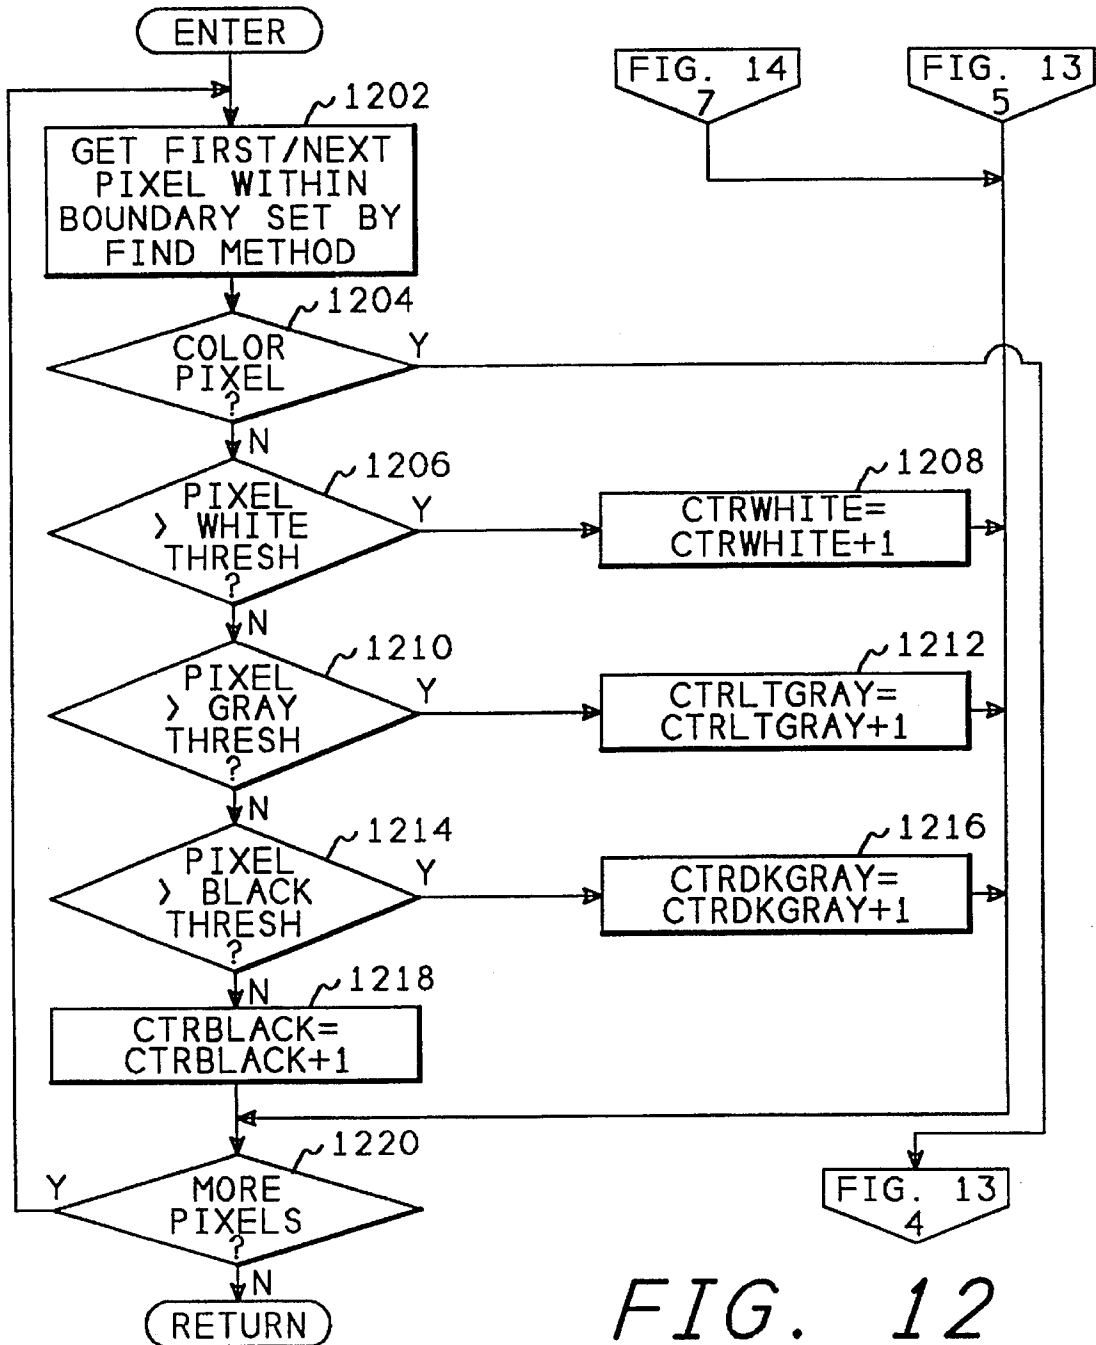 ENTER
FIG. 14
7
FIG. 13
5
1202
GET FIRST/NEXT
PIXEL WITHIN
BOUNDARY SET BY
FIND METHOD
1204
COLOR
PIXEL
?
Y
N
1206
PIXEL
> WHITE
THRESH
?
Y
N
1208
CTRWHITE=
CTRWHITE+1
1210
PIXEL
> GRAY
THRESH
?
Y
N
1212
CTRLTGRAY=
CTRLTGRAY+1
1214
PIXEL
> BLACK
THRESH
?
Y
N
1216
CTRDKGRAY=
CTRDKGRAY+1
1218
CTRBLACK=
CTRBLACK+1
1220
MORE
PIXELS
?
Y
N
RETURN
FIG. 13
4
FIG. 12